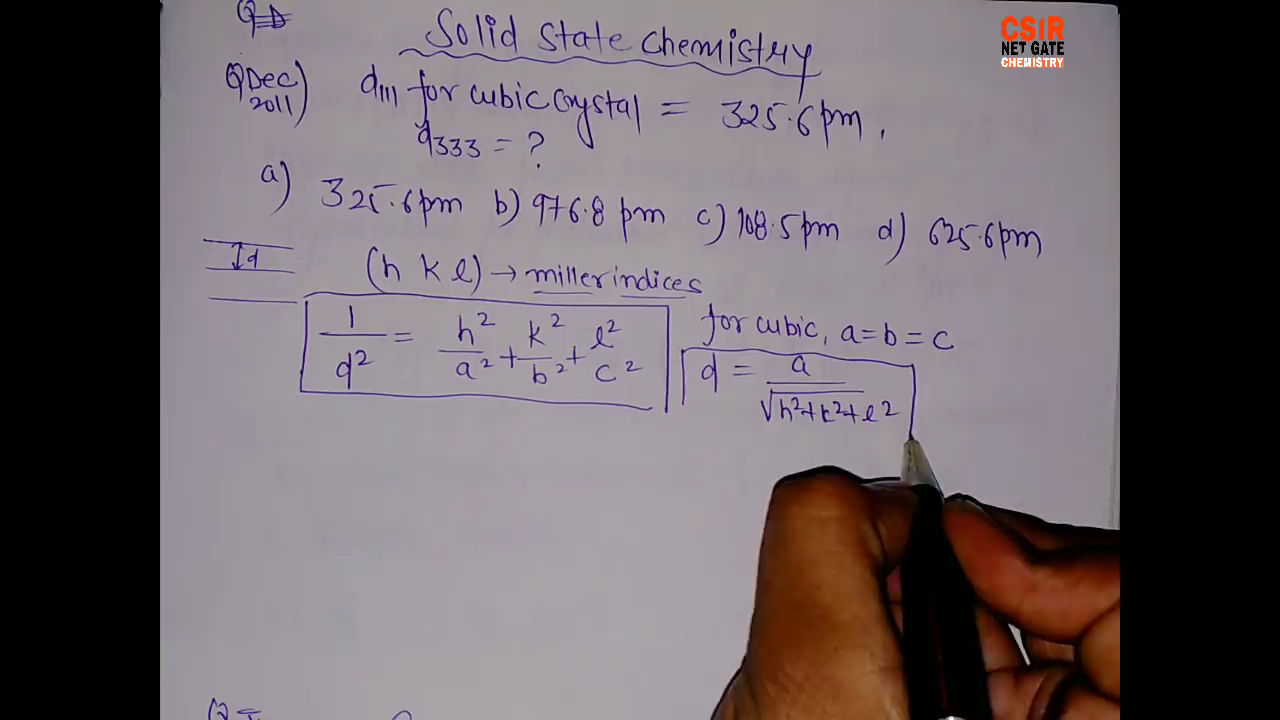 Solid State Chemistry
CSIR
NET GATE
CHEMISTRY
Q Dec 2011) d111 for cubic crystal = 325.6 pm,
d333 = ?
a) 325.6 pm b) 976.8 pm c) 108.5 pm d) 625.6 pm
d (h k l) → miller indices
1/d² = h²/a² + k²/b² + l²/c²
for cubic, a = b = c
d = a/√h²+k²+l²